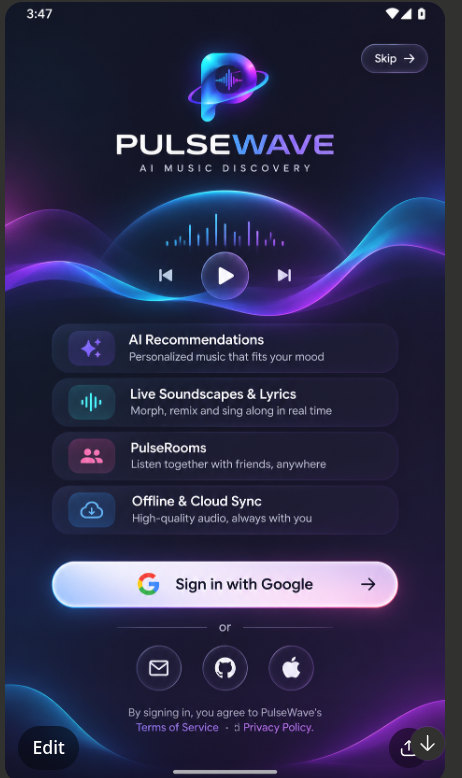 3:47
Skip
PULSEWAVE
AI MUSIC DISCOVERY
AI Recommendations
Personalized music that fits your mood
Live Soundscapes & Lyrics
Morph, remix and sing along in real time
PulseRooms
Listen together with friends, anywhere
Offline & Cloud Sync
High-quality audio, always with you
Sign in with Google
or
By signing in, you agree to PulseWave's
Terms of Service · Privacy Policy.
Edit